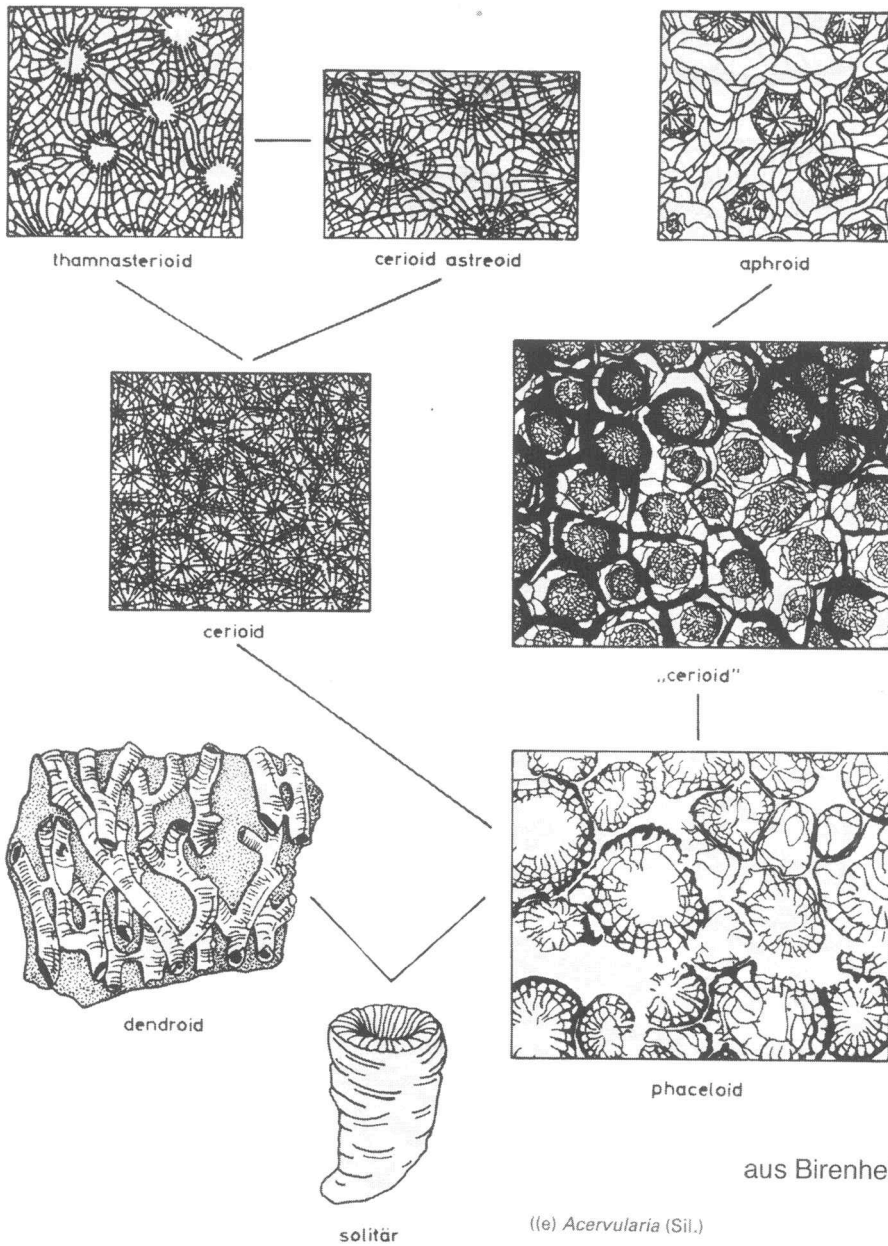 thamnasterioid
cerioid astreoid
aphroid
cerioid
„cerioid"
dendroid
phaceloid
solitär
aus Birenhe
((e) Acervularia (Sil.)